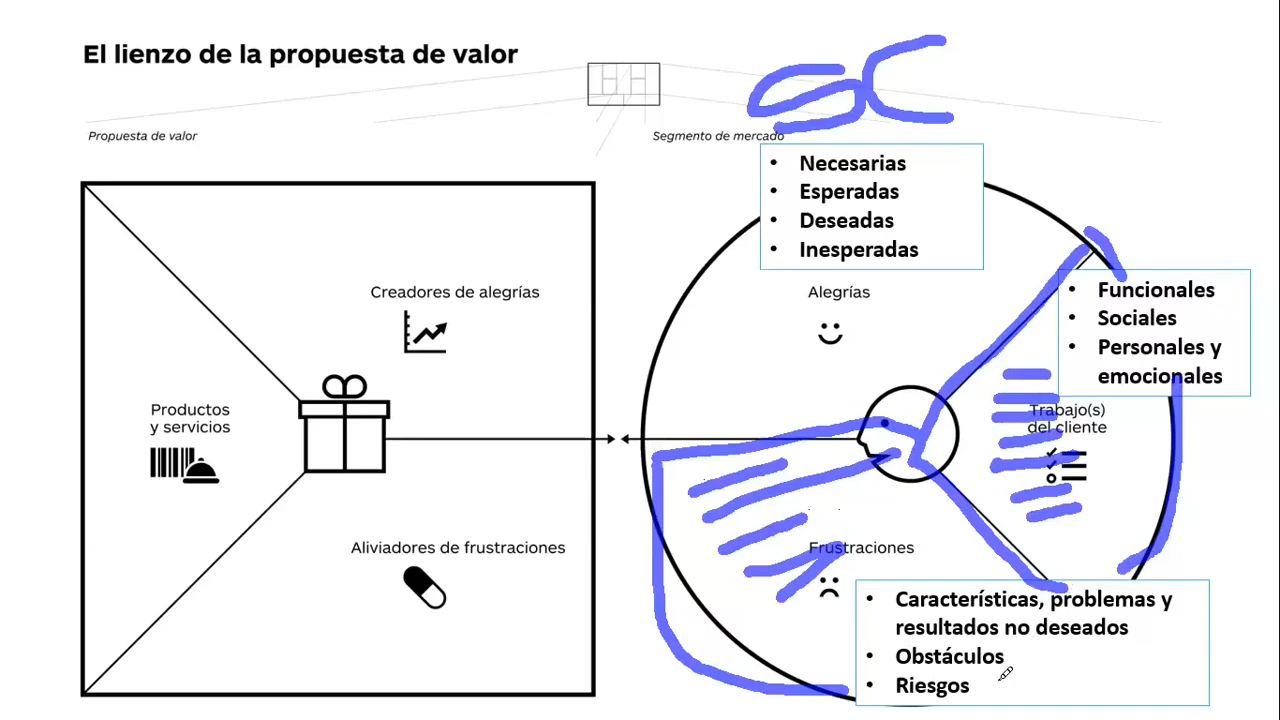 El lienzo de la propuesta de valor
SC
Propuesta de valor
Segmento de mercado
• Necesarias
• Esperadas
• Deseadas
• Inesperadas
Creadores de alegrías
Alegrías
• Funcionales
• Sociales
• Personales y
emocionales
Productos
y servicios
Trabajo(s)
del cliente
Aliviadores de frustraciones
Frustraciones
• Características, problemas y
resultados no deseados
• Obstáculos
• Riesgos